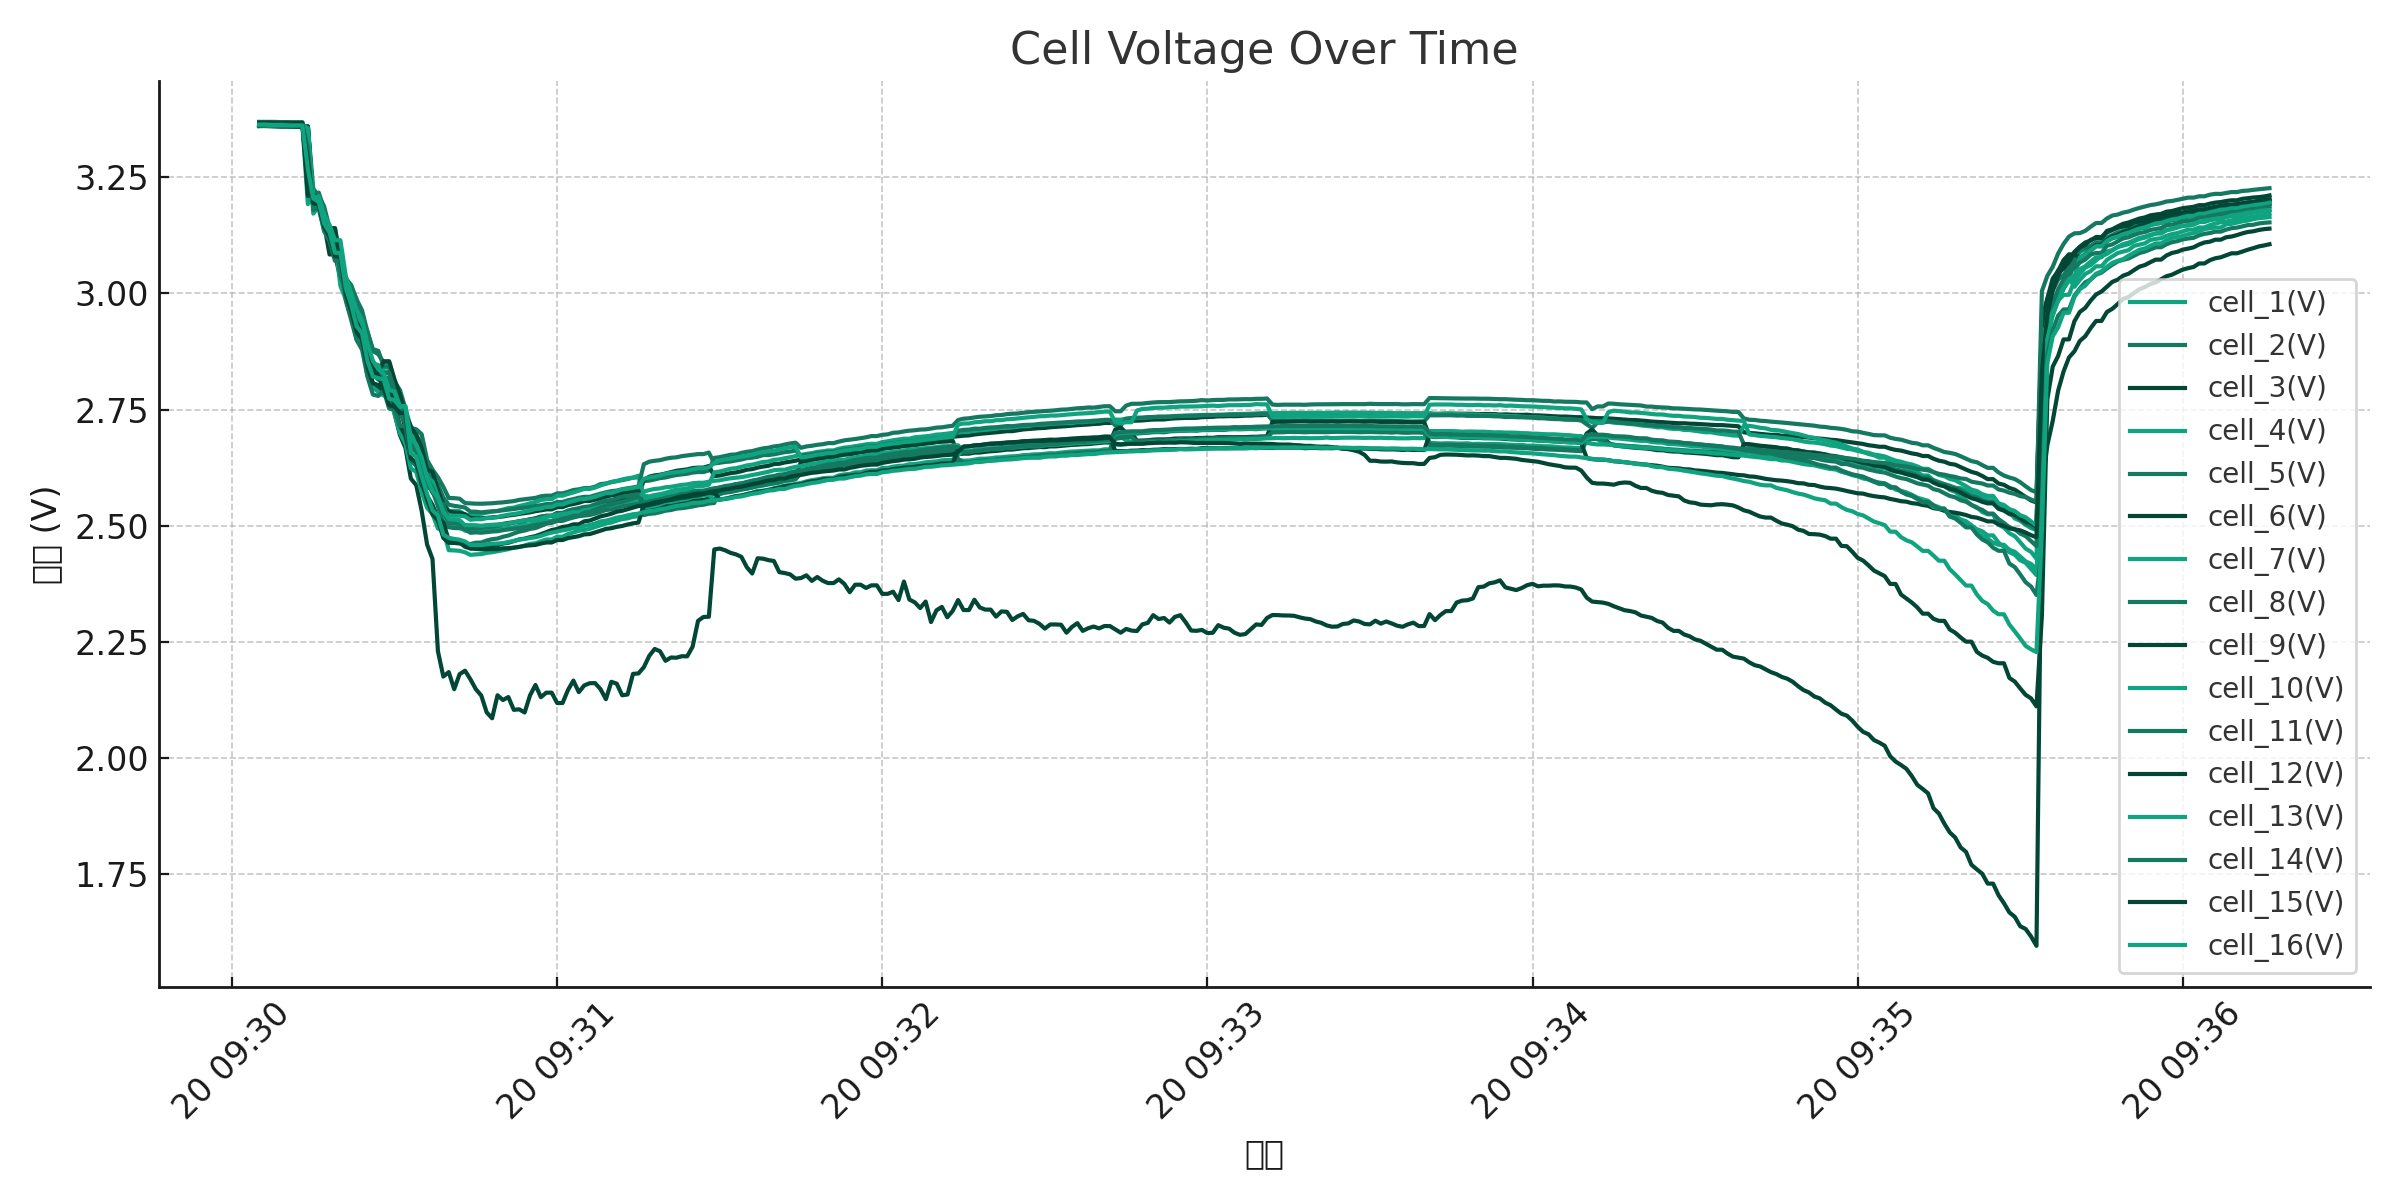 Cell Voltage Over Time
(V)
3.25
3.00
2.75
2.50
2.25
2.00
1.75
20 09:30
20 09:31
20 09:32
20 09:33
20 09:34
20 09:35
20 09:36
cell_1(V)
cell_2(V)
cell_3(V)
cell_4(V)
cell_5(V)
cell_6(V)
cell_7(V)
cell_8(V)
cell_9(V)
cell_10(V)
cell_11(V)
cell_12(V)
cell_13(V)
cell_14(V)
cell_15(V)
cell_16(V)